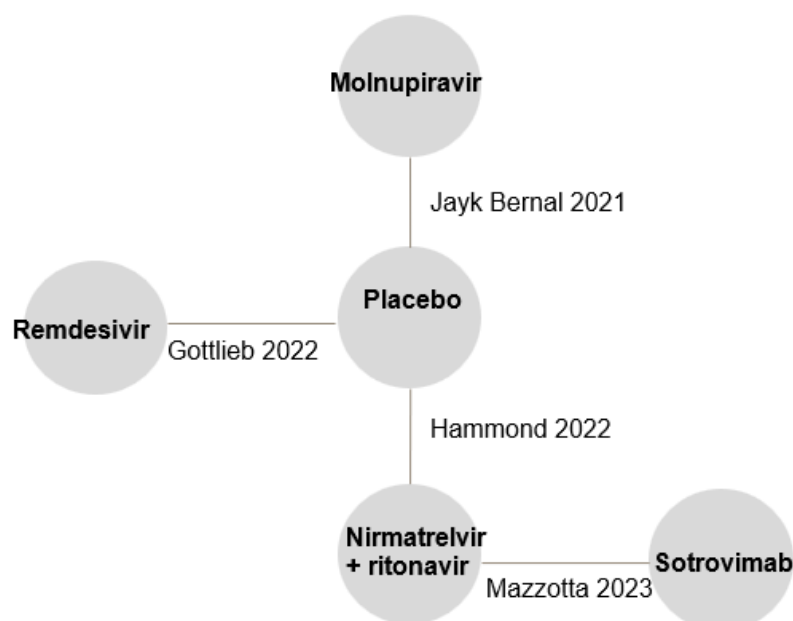 Molnupiravir
Jayk Bernal 2021
Placebo
Remdesivir
Gottlieb 2022
Hammond 2022
Nirmatrelvir
+ ritonavir
Sotrovimab
Mazzotta 2023